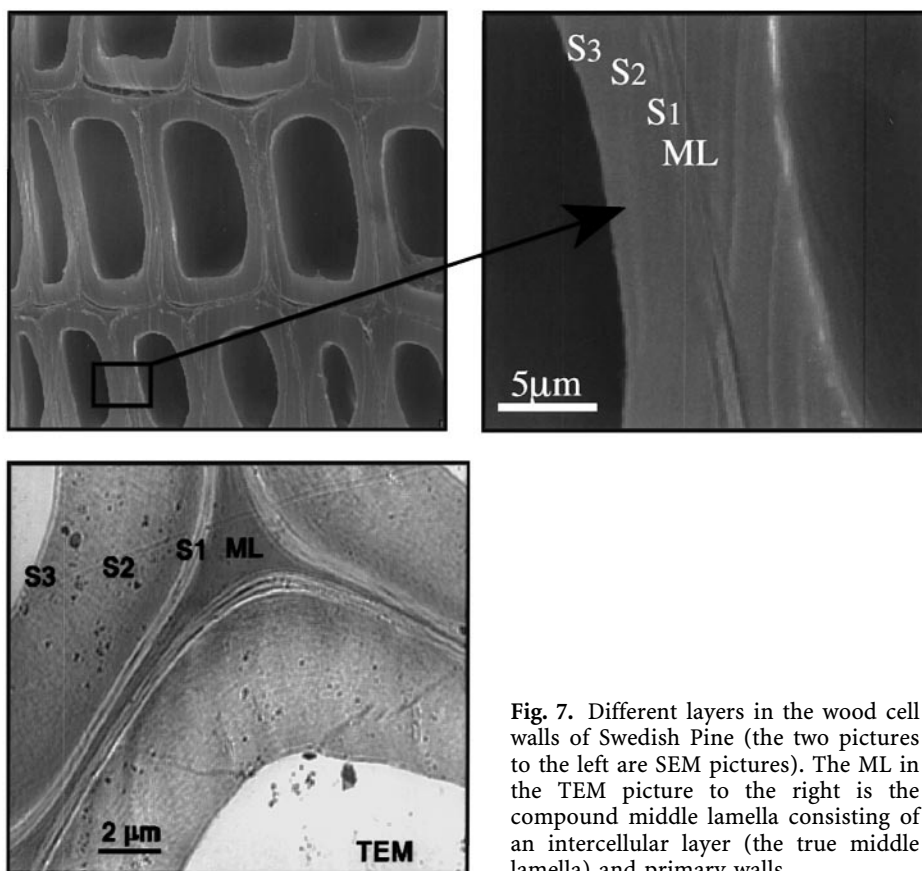 S3
S2
S1
ML
5μm
S3 S2 S1 ML
2 μm
TEM
Fig. 7. Different layers in the wood cell
walls of Swedish Pine (the two pictures
to the left are SEM pictures). The ML in
the TEM picture to the right is the
compound middle lamella consisting of
an intercellular layer (the true middle
lamella) and primary walls